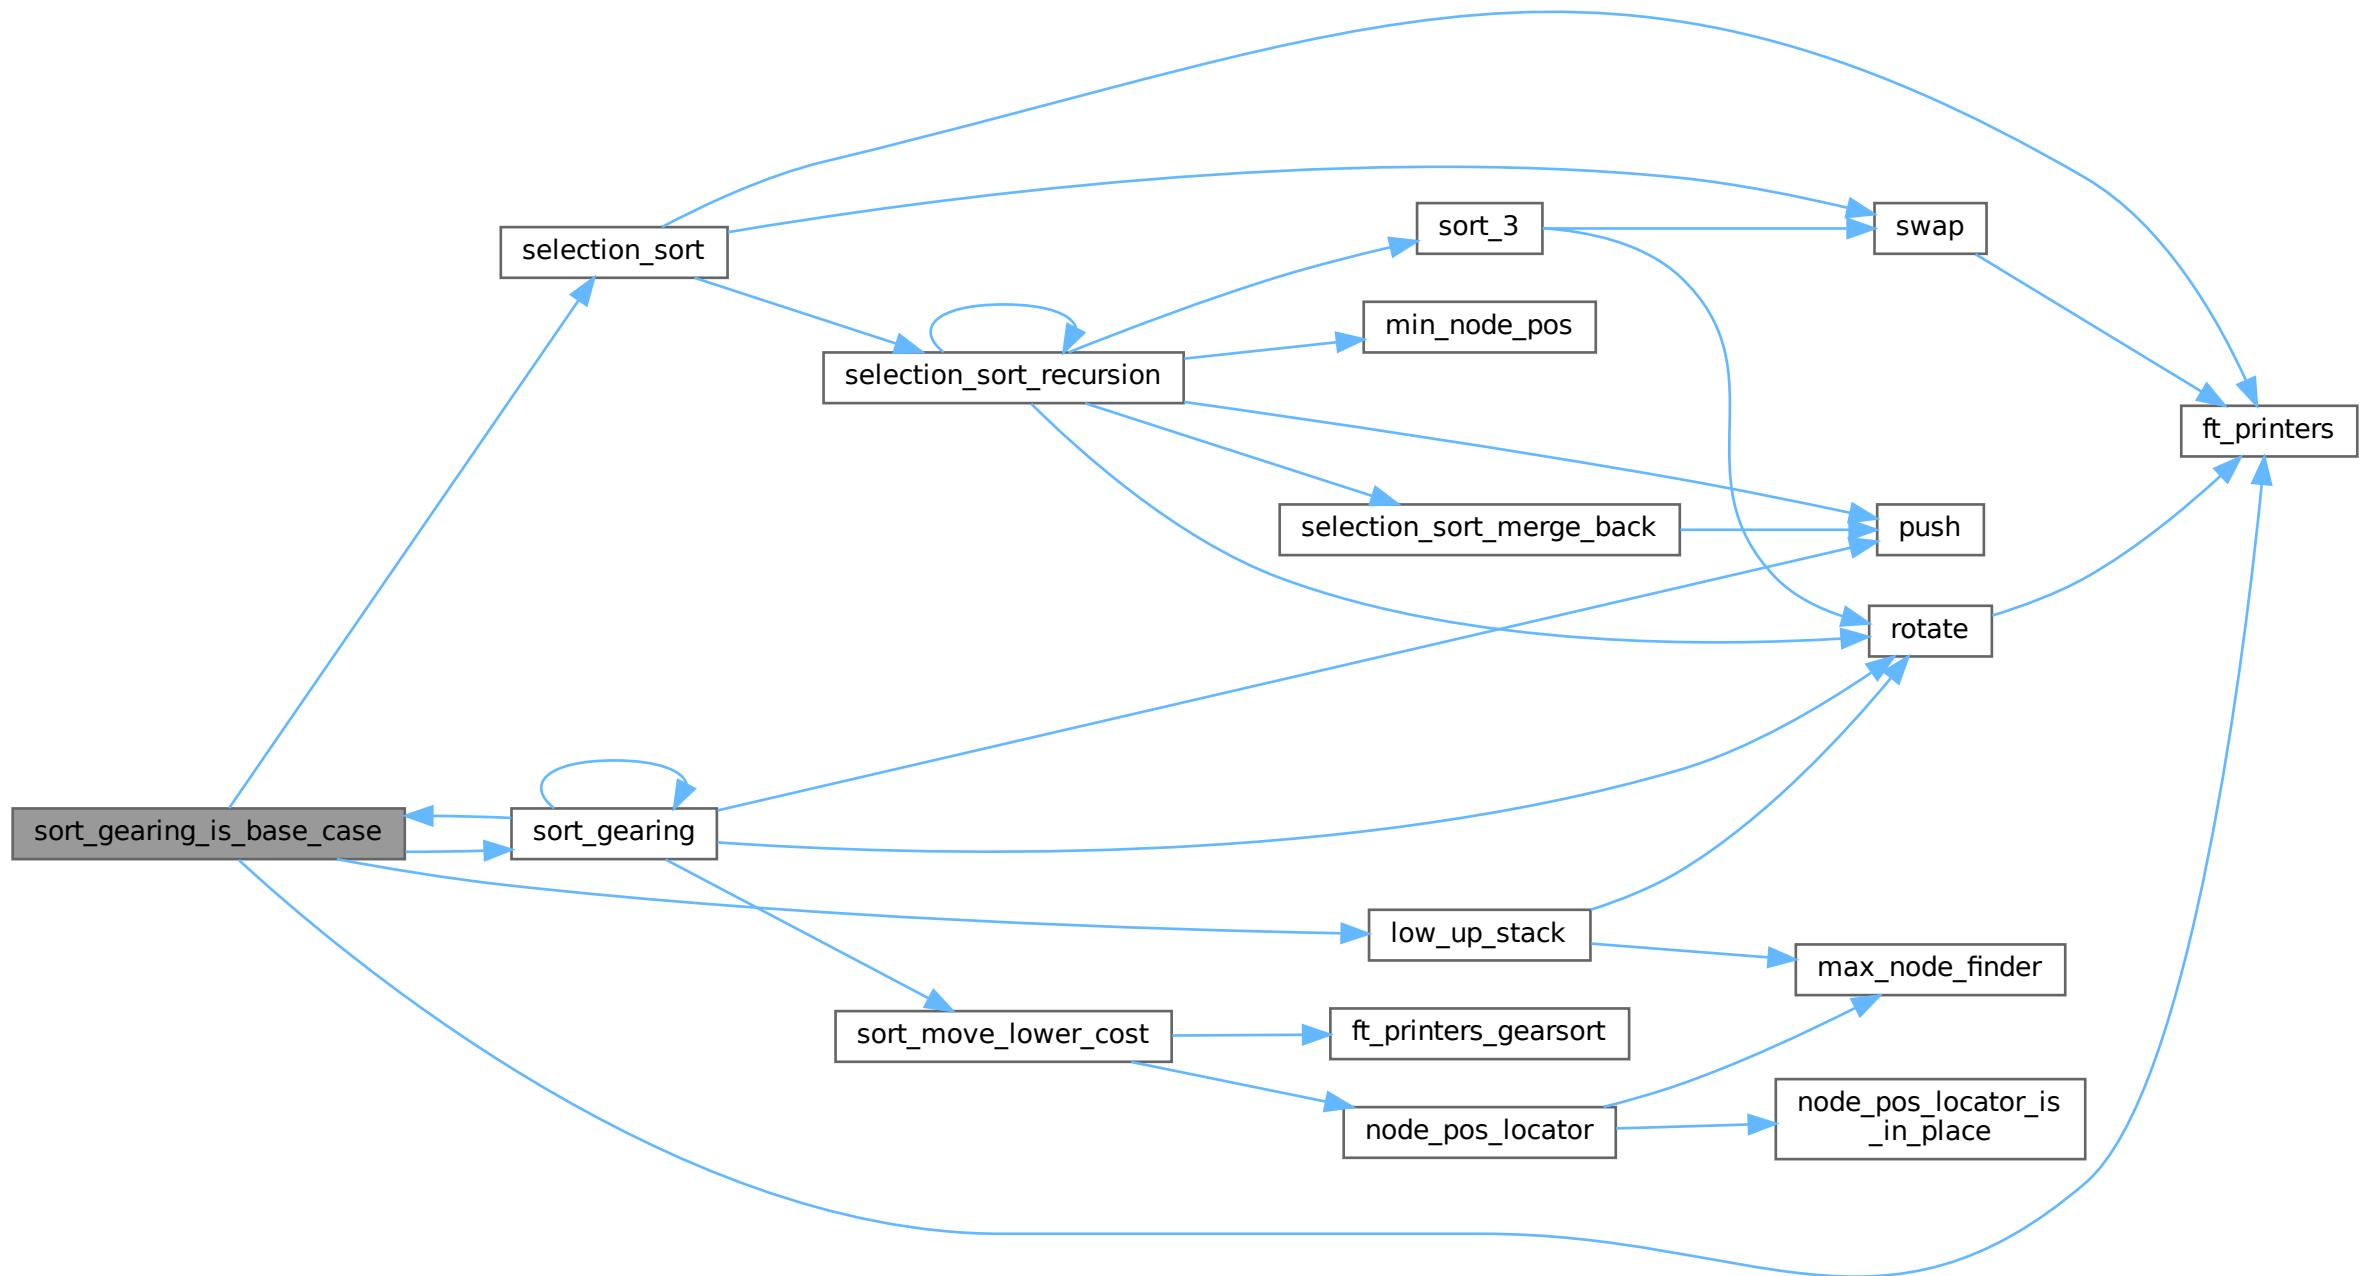 selection_sort
sort_3
swap
min_node_pos
selection_sort_recursion
ft_printers
selection_sort_merge_back
push
rotate
sort_gearing_is_base_case
sort_gearing
low_up_stack
max_node_finder
sort_move_lower_cost
ft_printers_gearsort
node_pos_locator
node_pos_locator_is
_in_place